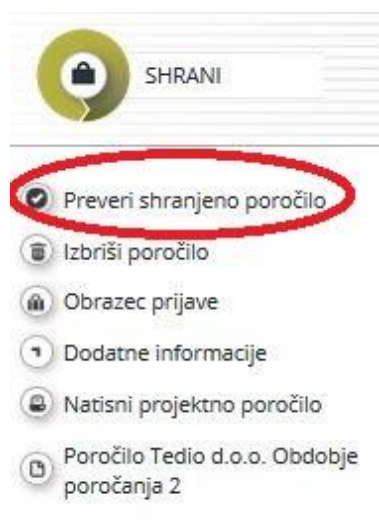 SHRANI
Preveri shranjeno poročilo
Izbriši poročilo
Obrazec prijave
Dodatne informacije
Natisni projektno poročilo
Poročilo Tedio d.o.o. Obdobje
poročanja 2